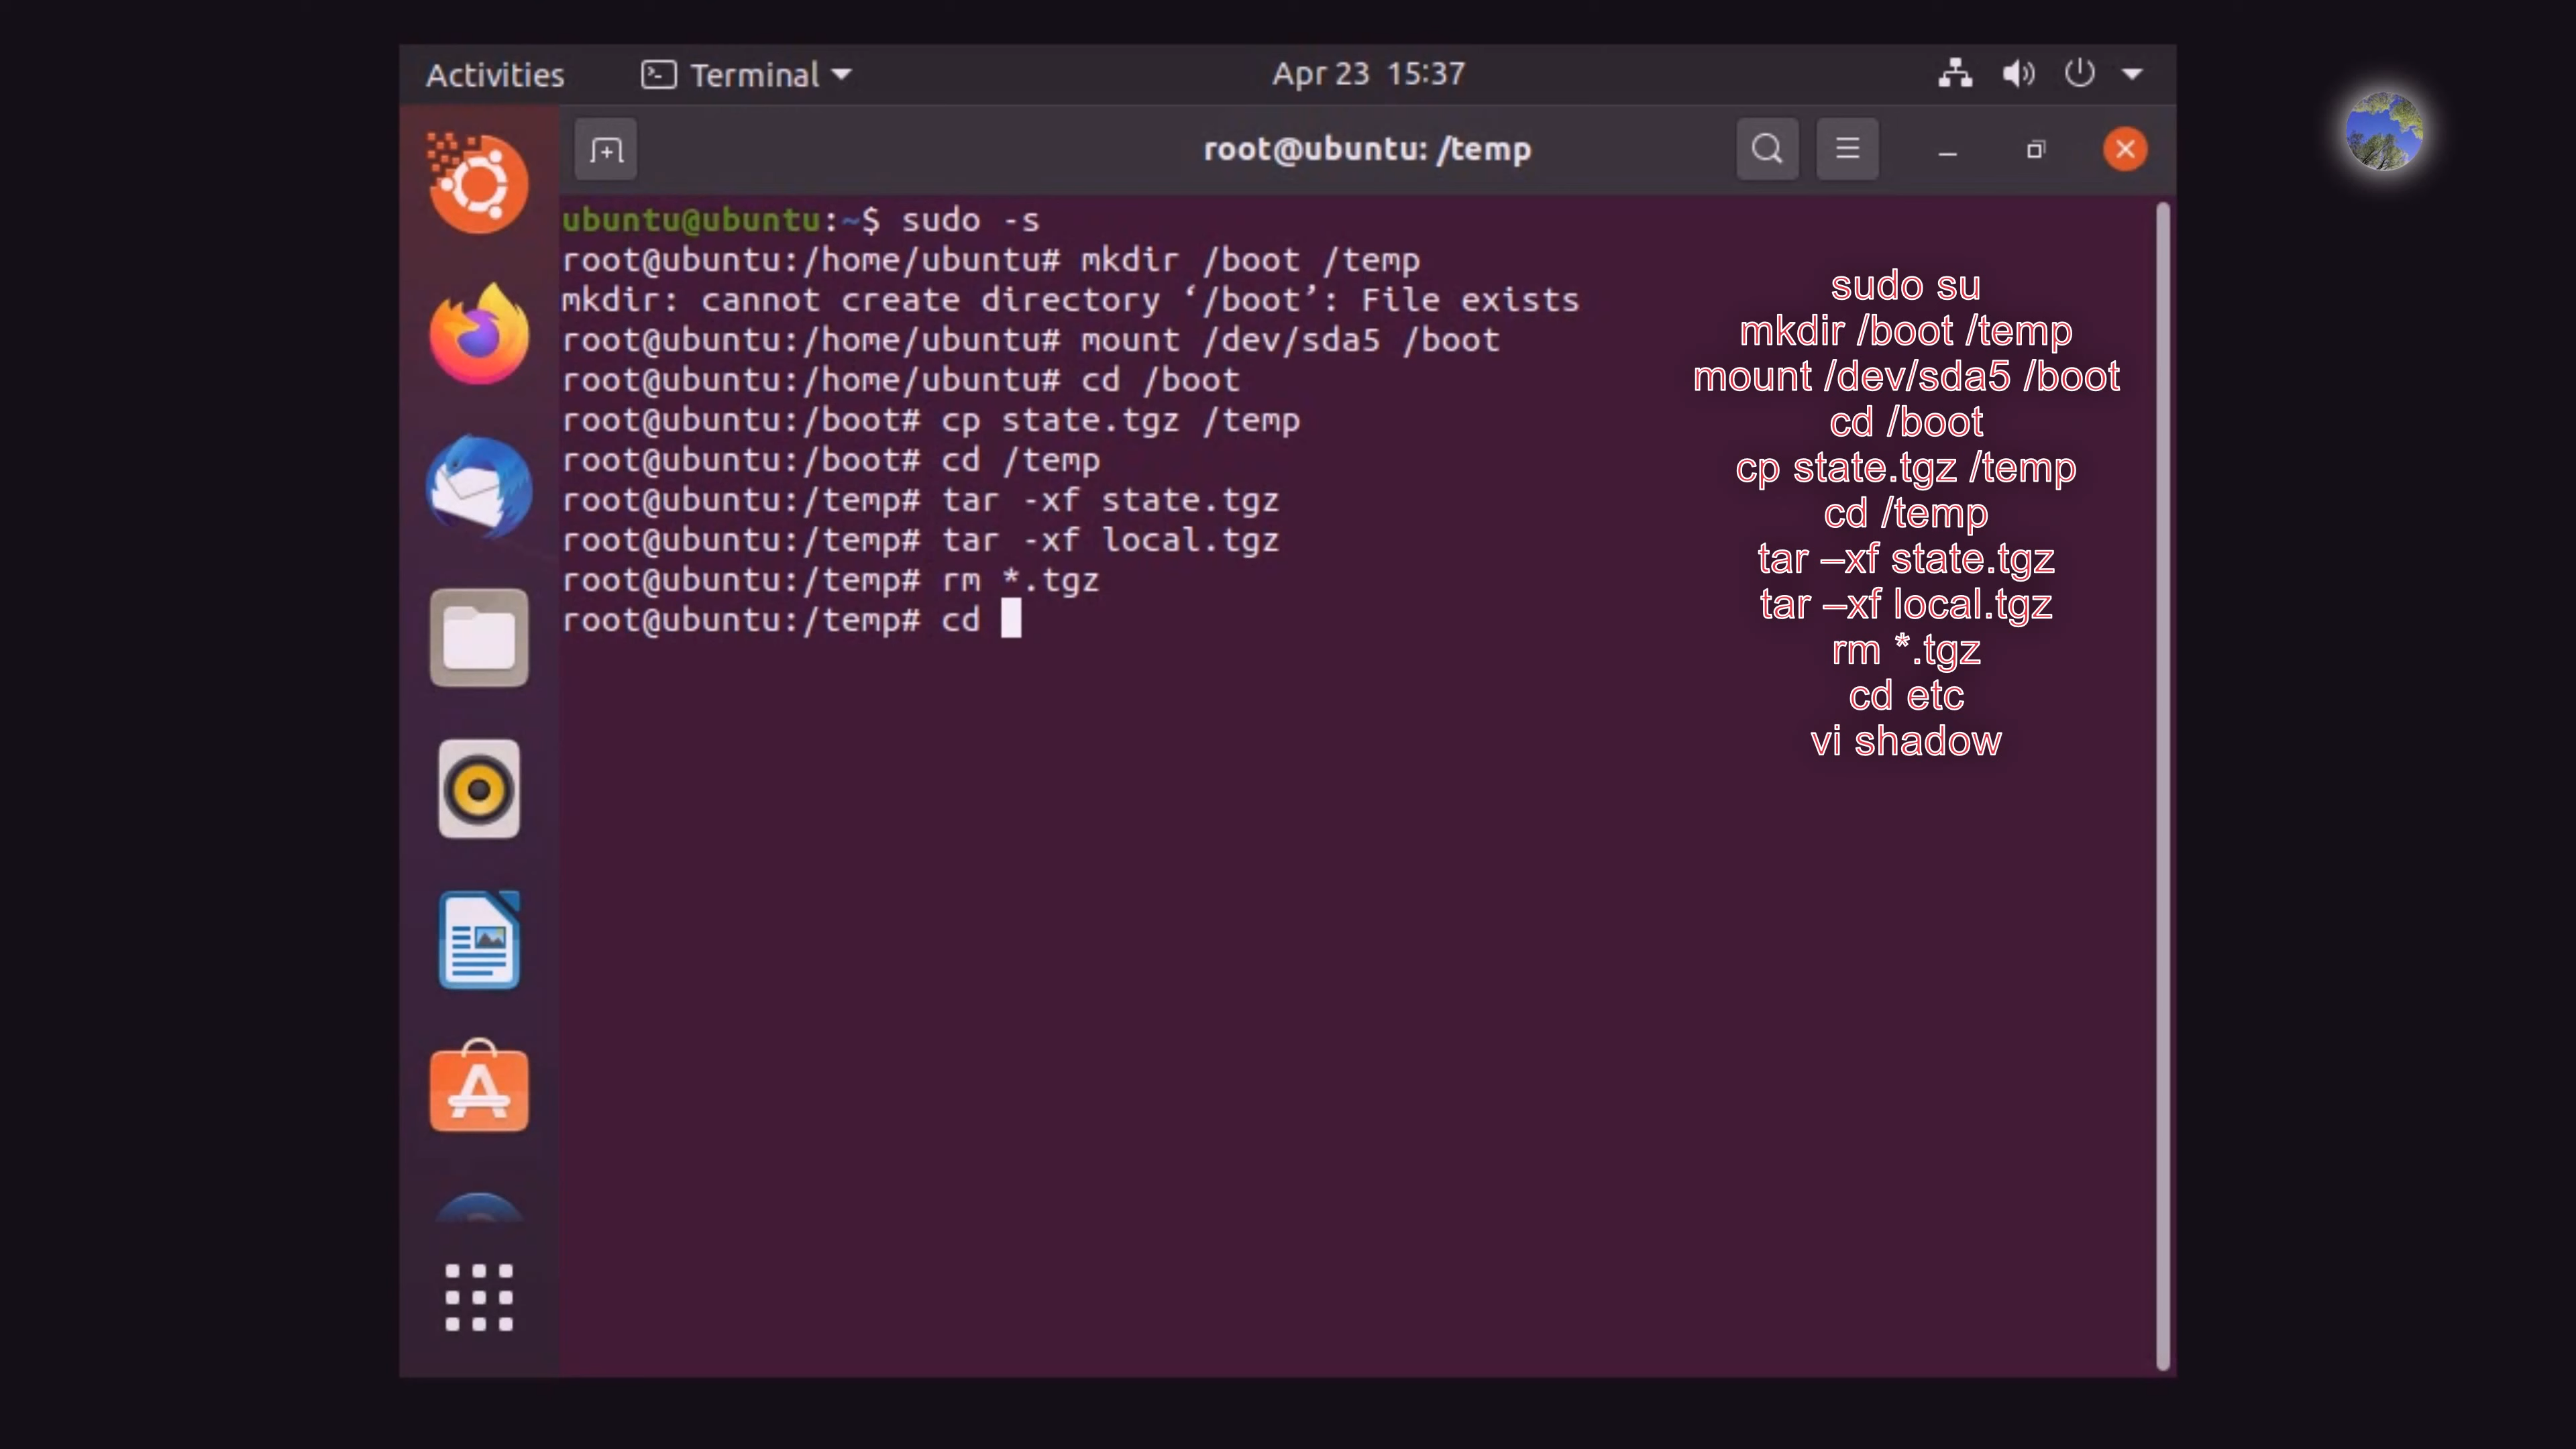 Activities
Terminal
Apr 23 15:37
root@ubuntu: /temp
ubuntu@ubuntu:~$ sudo -s
root@ubuntu:/home/ubuntu# mkdir /boot /temp
mkdir: cannot create directory ‘/boot’: File exists
root@ubuntu:/home/ubuntu# mount /dev/sda5 /boot
root@ubuntu:/home/ubuntu# cd /boot
root@ubuntu:/boot# cp state.tgz /temp
root@ubuntu:/boot# cd /temp
root@ubuntu:/temp# tar -xf state.tgz
root@ubuntu:/temp# tar -xf local.tgz
root@ubuntu:/temp# rm *.tgz
root@ubuntu:/temp# cd
sudo su
mkdir /boot /temp
mount /dev/sda5 /boot
cd /boot
cp state.tgz /temp
cd /temp
tar –xf state.tgz
tar –xf local.tgz
rm *.tgz
cd etc
vi shadow